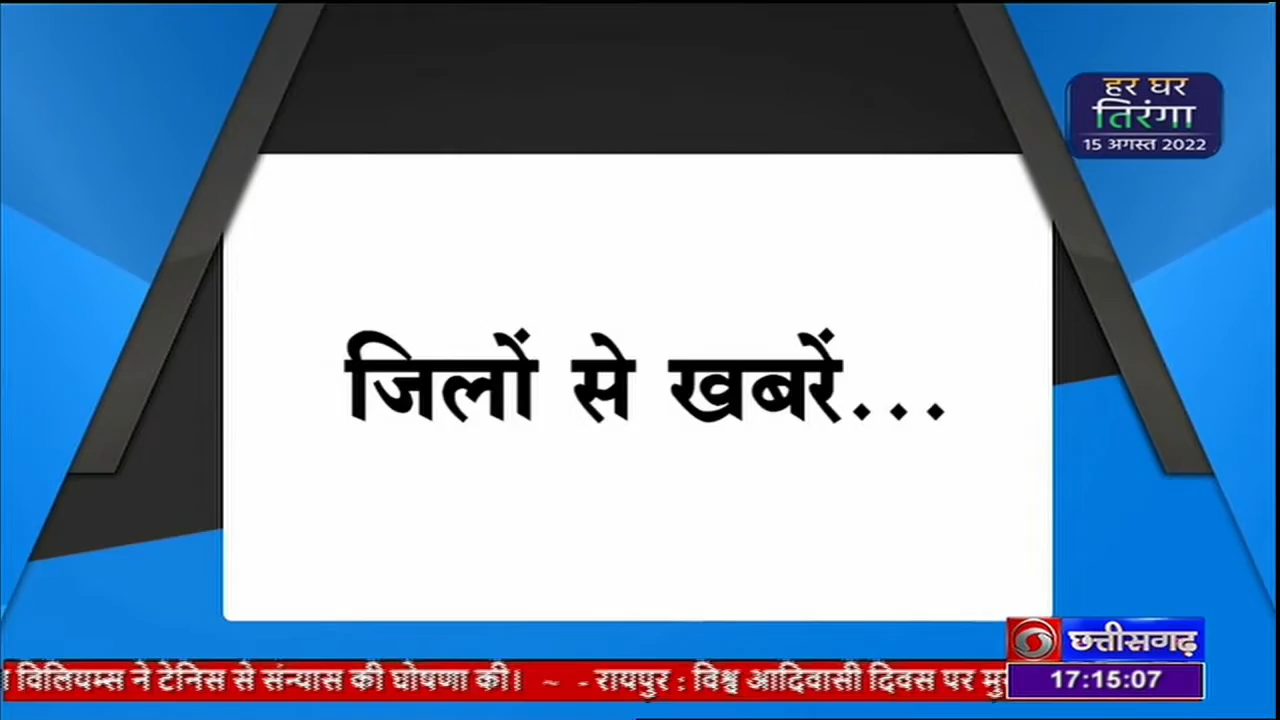 हर घर
तिरंगा
15 अगस्त 2022
जिलों से खबरें...
छत्तीसगढ़
विलियम्स ने टेनिस से संन्यास की घोषणा की। ~ - रायपुर : विश्व आदिवासी दिवस पर
17:15:07